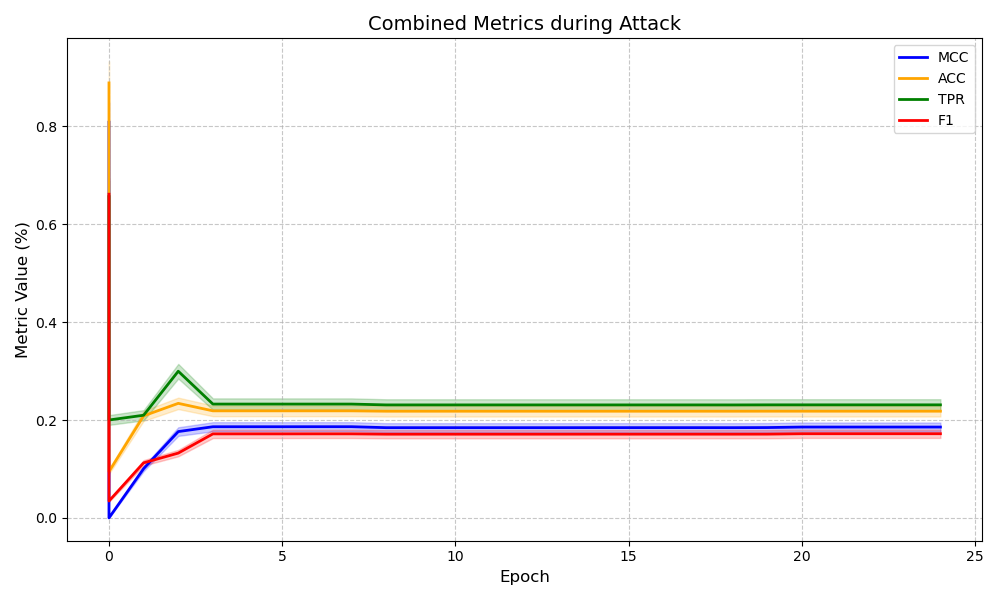 Combined Metrics during Attack
MCC
ACC
TPR
F1
Metric Value (%)
0.8
0.6
0.4
0.2
0.0
0
5
10
15
20
25
Epoch